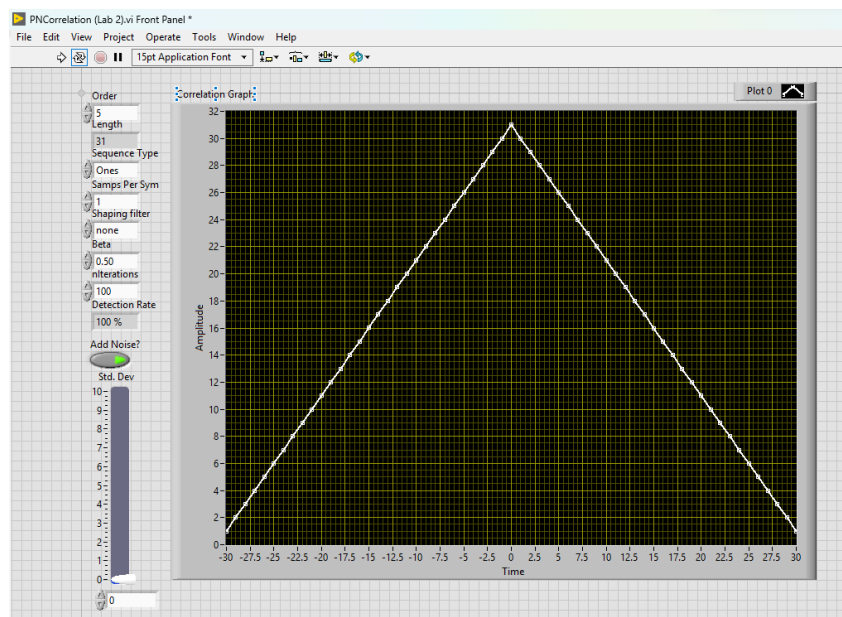 PNCorrelation (Lab 2).vi Front Panel *
File Edit View Project Operate Tools Window Help
15pt Application Font
Order
5
Length
31
Sequence Type
Ones
Samps Per Sym
1
Shaping filter
none
Beta
0.50
nIterations
100
Detection Rate
100 %
Add Noise?
Std. Dev
10
9
8
7
6
5
4
3
2
1
0
0
Correlation Graph
Plot 0
Amplitude
32
30
28
26
24
22
20
18
16
14
12
10
8
6
4
2
0
-30 -27.5 -25 -22.5 -20 -17.5 -15 -12.5 -10 -7.5 -5 -2.5 0 2.5 5 7.5 10 12.5 15 17.5 20 22.5 25 27.5 30
Time